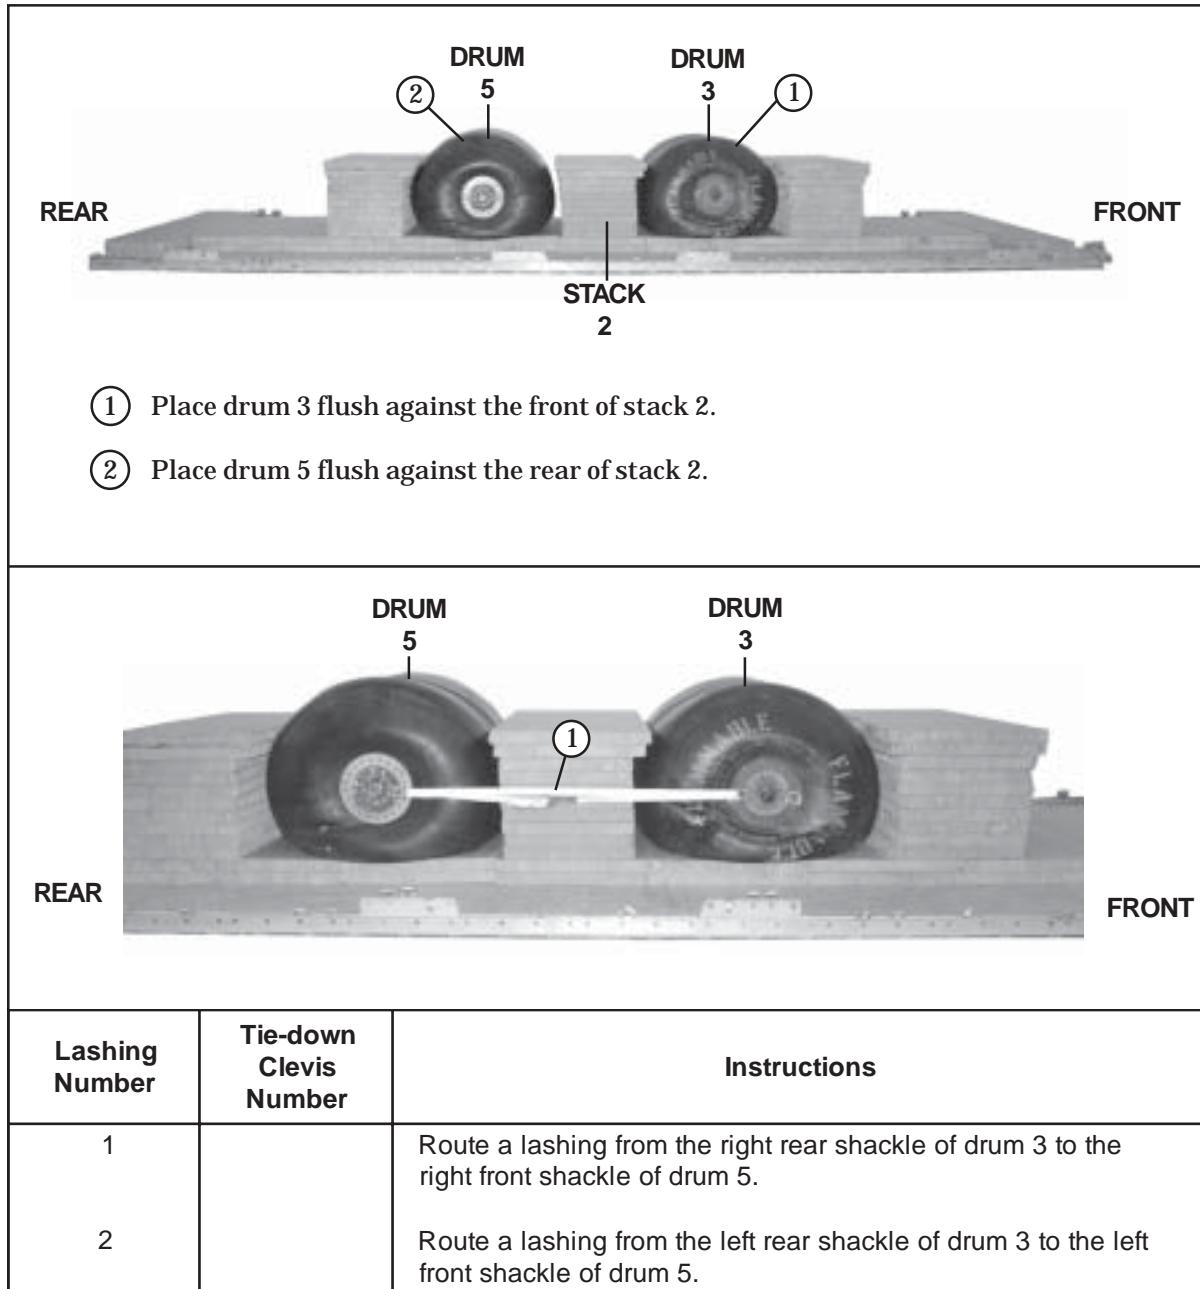 DRUM
5
DRUM
3
2
1
REAR
FRONT
STACK
2
1 Place drum 3 flush against the front of stack 2.
2 Place drum 5 flush against the rear of stack 2.
DRUM
5
DRUM
3
1
FLAMMABLE
FLAMMABLE
REAR
FRONT
Lashing
Number
Tie-down
Clevis
Number
Instructions
1
Route a lashing from the right rear shackle of drum 3 to the
right front shackle of drum 5.
2
Route a lashing from the left rear shackle of drum 3 to the left
front shackle of drum 5.